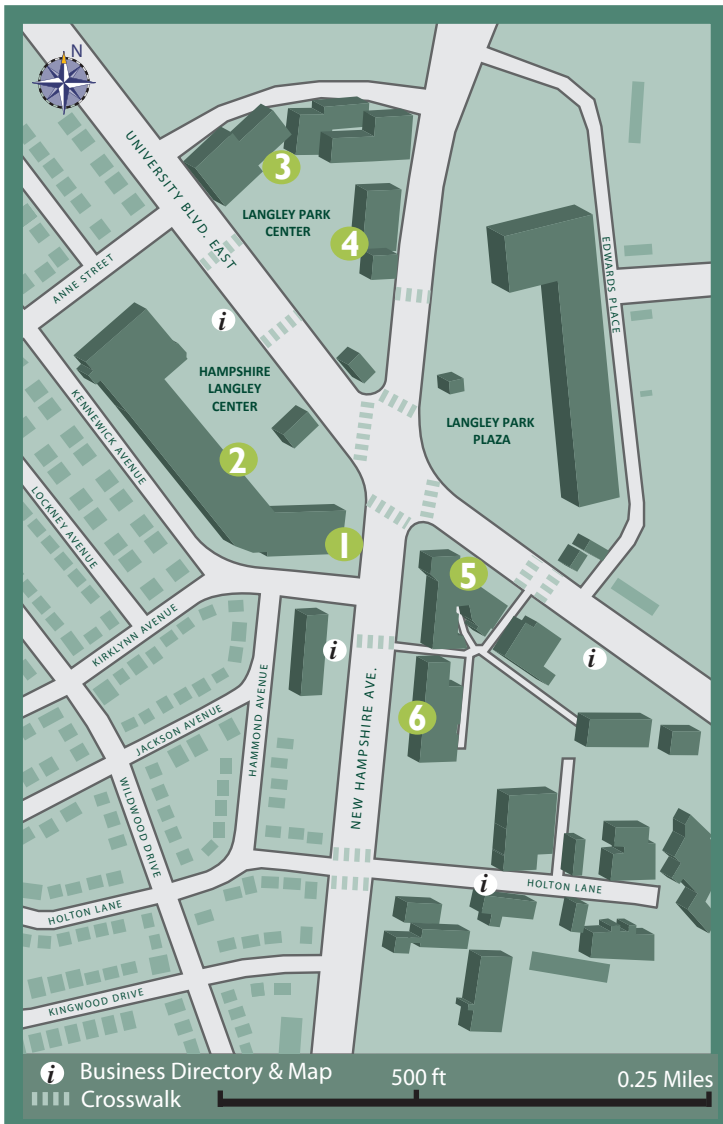 N
UNIVERSITY BLVD. EAST
3
LANGLEY PARK
CENTER
4
ANNE STREET
EDWARDS PLACE
i
HAMPSHIRE
LANGLEY
CENTER
KENNEWICK AVENUE
LANGLEY PARK
PLAZA
2
LOCKNEY AVENUE
1
5
KIRKLYNN AVENUE
i
i
HAMMOND AVENUE
NEW HAMPSHIRE AVE.
6
JACKSON AVENUE
WILDWOOD DRIVE
HOLTON LANE
i
HOLTON LANE
KINGWOOD DRIVE
i Business Directory & Map
Crosswalk
500 ft
0.25 Miles